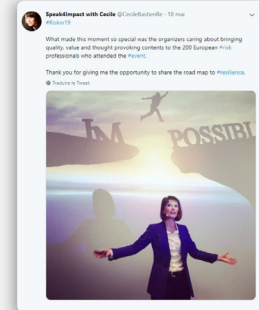 Speak4Impact with Cecile @CecileBastienRe · 18 mai
#Riskin19
What made this moment so special was the organizers caring about bringing
quality, value and thought provoking contents to the 200 European #risk
professionals who attended the #event.
Thank you for giving me the opportunity to share the road map to #resilience.
Traduire le Tweet
IM POSSIBL